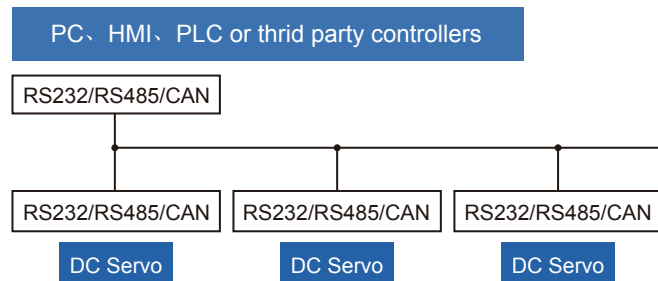 PC、HMI、PLC or thrid party controllers
RS232/RS485/CAN
RS232/RS485/CAN RS232/RS485/CAN RS232/RS485/CAN
DC Servo DC Servo DC Servo